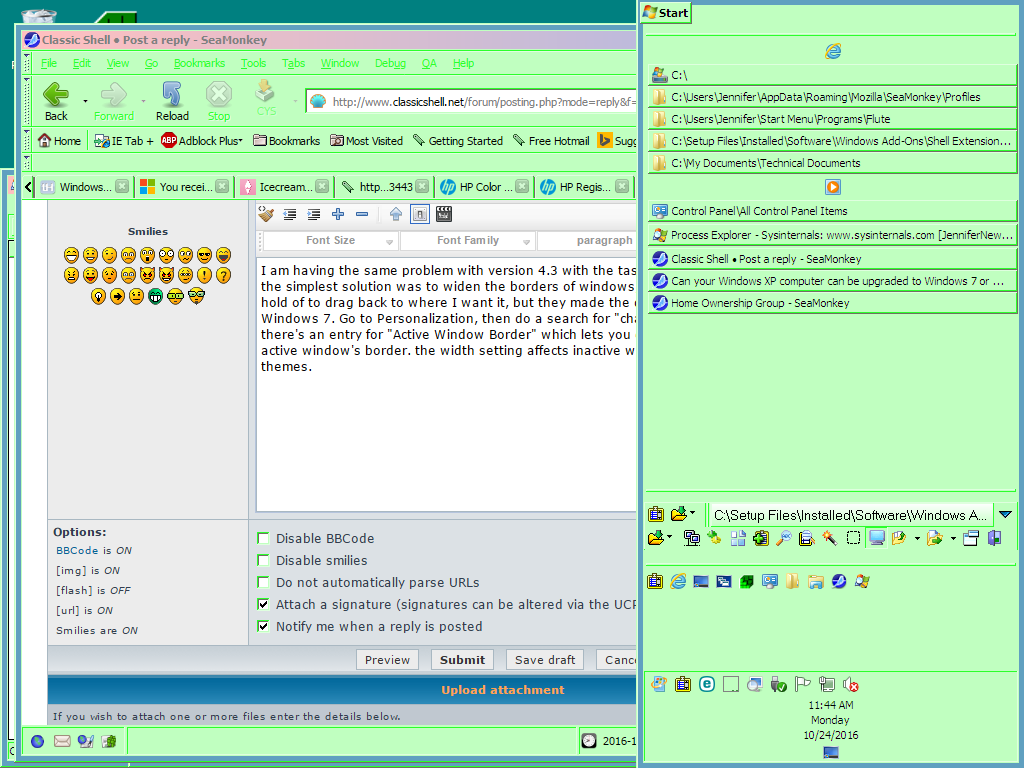 Classic Shell • Post a reply - SeaMonkey
File Edit View Go Bookmarks Tools Tabs Window Debug QA Help
Back Forward Reload Stop CYS
http://www.classicshell.net/forum/posting.php?mode=reply&f=
Home IE Tab + Adblock Plus Bookmarks Most Visited Getting Started Free Hotmail Sugg
Windows... You recei... Icecream... http...3443 HP Color ... HP Regis...
Smilies
Font Size Font Family paragraph
I am having the same problem with version 4.3 with the tas
the simplest solution was to widen the borders of windows
hold of to drag back to where I want it, but they made the
Windows 7. Go to Personalization, then do a search for "cha
there's an entry for "Active Window Border" which lets you
active window's border. the width setting affects inactive w
themes.
Options:
BBCode is ON
[img] is ON
[flash] is OFF
[url] is ON
Smilies are ON
Disable BBCode
Disable smilies
Do not automatically parse URLs
Attach a signature (signatures can be altered via the UCP
Notify me when a reply is posted
Preview Submit Save draft Canc
Upload attachment
If you wish to attach one or more files enter the details below.
2016-1
Start
C:\
C:\Users\Jennifer\AppData\Roaming\Mozilla\SeaMonkey\Profiles
C:\Users\Jennifer\Start Menu\Programs\Flute
C:\Setup Files\Installed\Software\Windows Add-Ons\Shell Extension...
C:\My Documents\Technical Documents
Control Panel\All Control Panel Items
Process Explorer - Sysinternals: www.sysinternals.com [JenniferNew...
Classic Shell • Post a reply - SeaMonkey
Can your Windows XP computer can be upgraded to Windows 7 or ...
Home Ownership Group - SeaMonkey
C:\Setup Files\Installed\Software\Windows A...
11:44 AM
Monday
10/24/2016